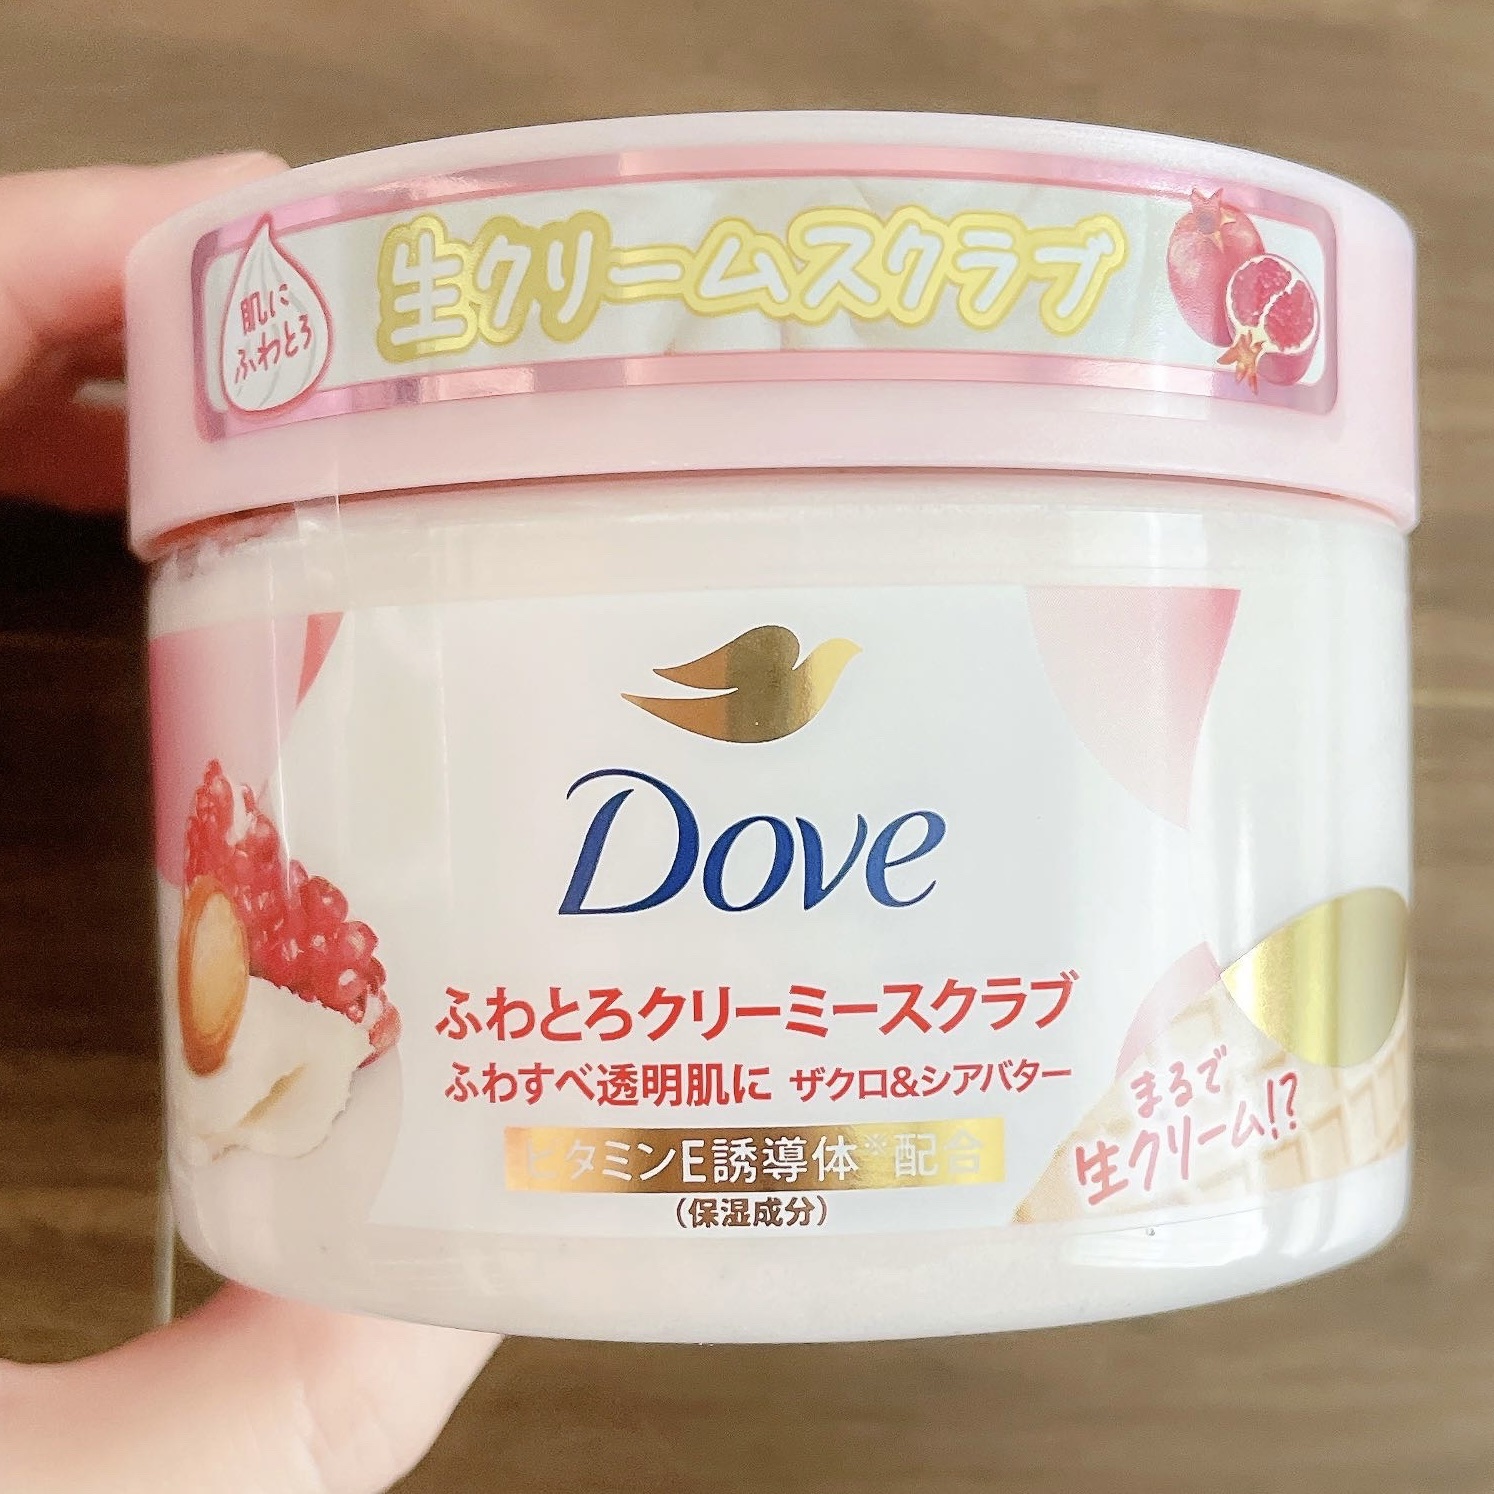 肌に
ふわとろ
生クリームスクラブ
Dove
ふわとろクリーミースクラブ
ふわすべ透明肌に ザクロ&シアバター
ビタミンE誘導体※配合
(保湿成分)
まるで
生クリーム!?